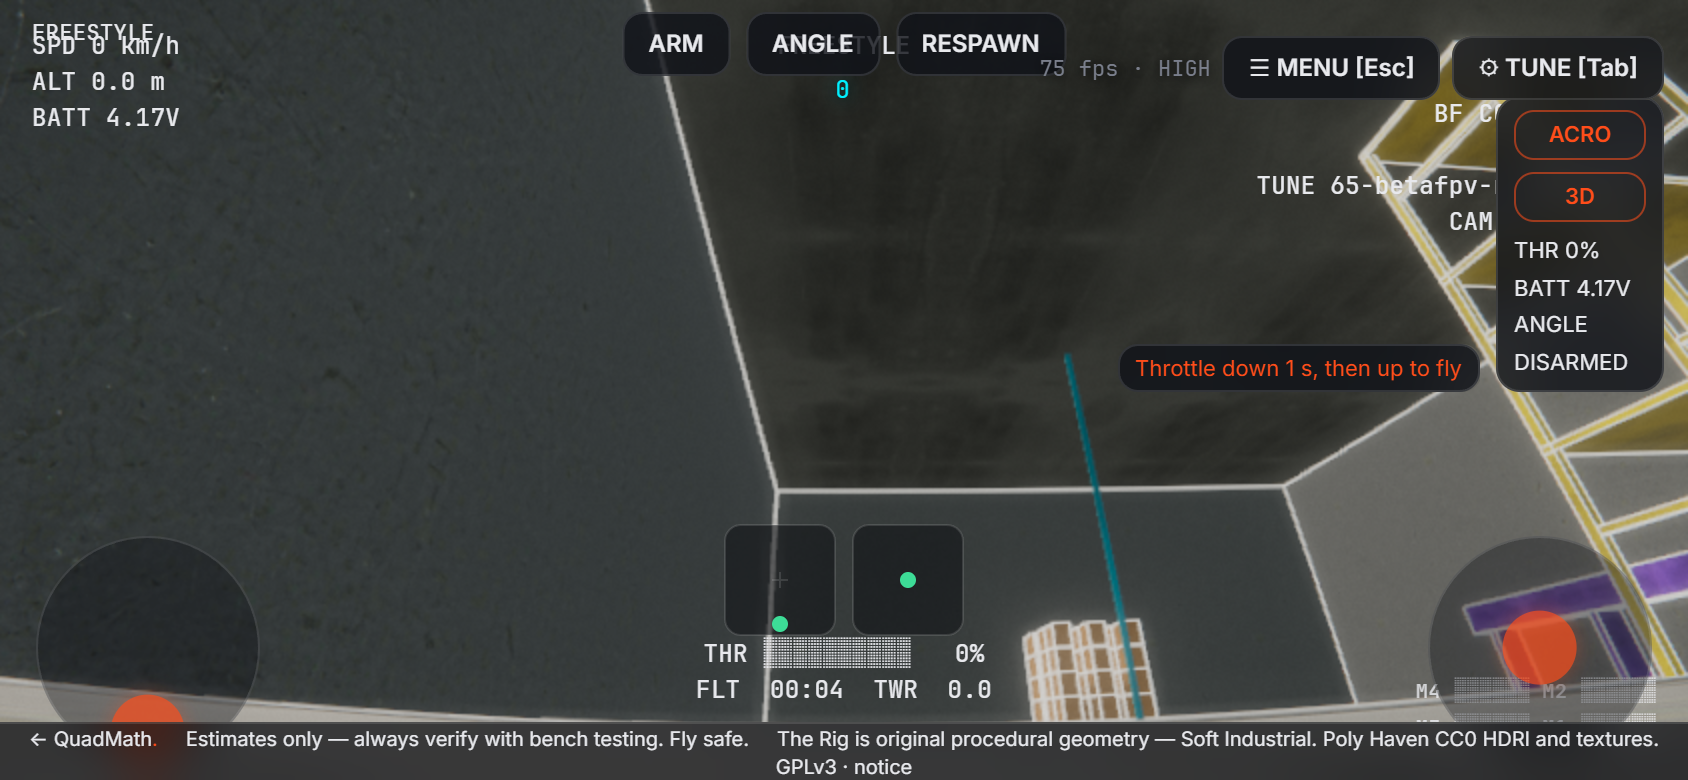 FREESTYLE
SPD 0 km/h
ALT 0.0 m
BATT 4.17V
ARM
ANGLE
RESPAWN
0
75 fps · HIGH
☰ MENU [Esc]
⚙ TUNE [Tab]
ACRO
3D
THR 0%
BATT 4.17V
ANGLE
DISARMED
BF
TUNE 65-betafpv-
CAM
Throttle down 1 s, then up to fly
THR 0%
FLT 00:04 TWR 0.0
M4 M2
← QuadMath. Estimates only — always verify with bench testing. Fly safe. The Rig is original procedural geometry — Soft Industrial. Poly Haven CC0 HDRI and textures.
GPLv3 · notice